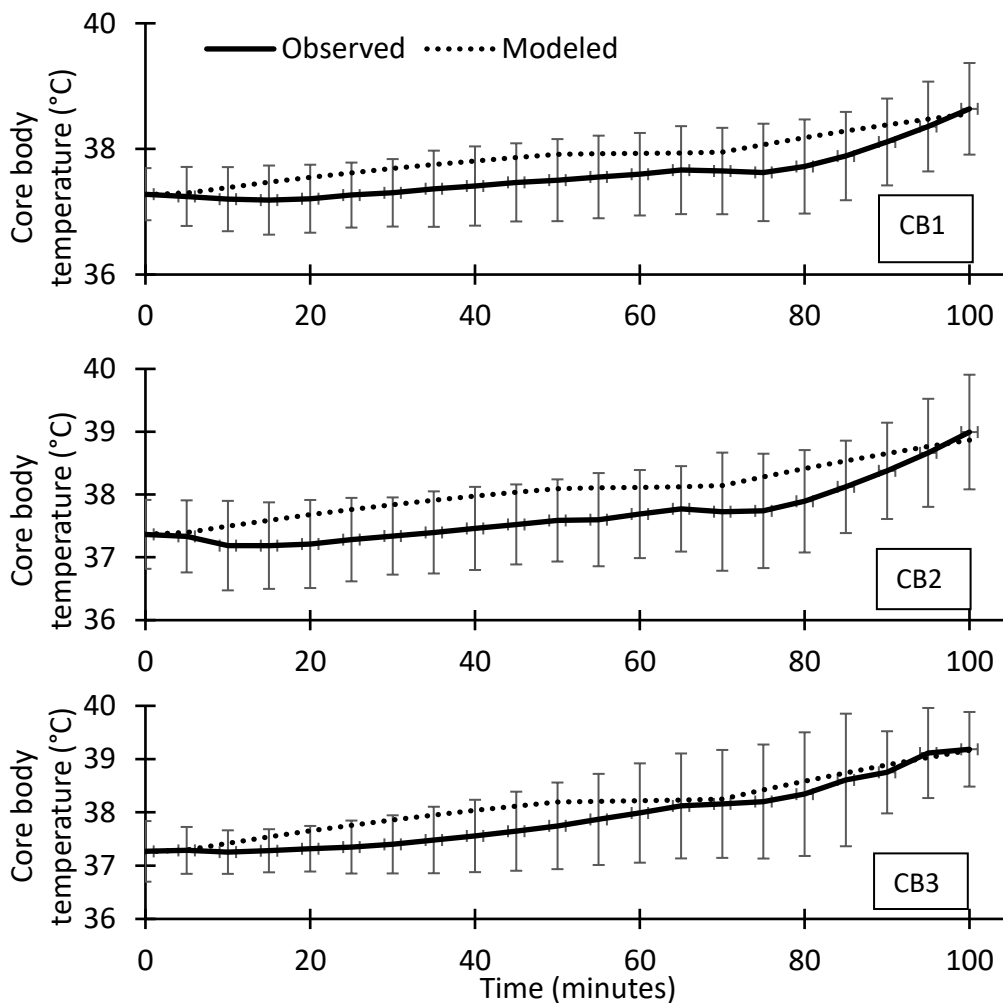 40
Observed
Modeled
38
36
Core body
temperature (°C)
CB1
0 20 40 60 80 100
40
39
38
37
36
Core body
temperature (°C)
CB2
0 20 40 60 80 100
40
39
38
37
36
Core body
temperature (°C)
CB3
0 20 40 60 80 100
Time (minutes)